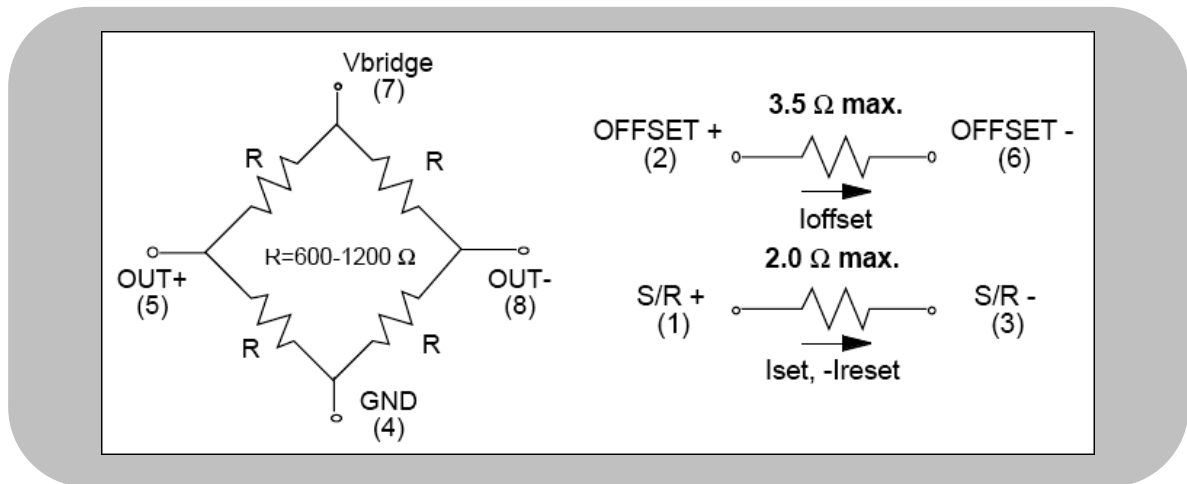 Vbridge
(7)
R
R
R=600-1200 Ω
OUT+
(5)
OUT-
(8)
R
R
GND
(4)
3.5 Ω max.
OFFSET +
(2)
OFFSET -
(6)
Ioffset
2.0 Ω max.
S/R +
(1)
S/R -
(3)
Iset, -Ireset